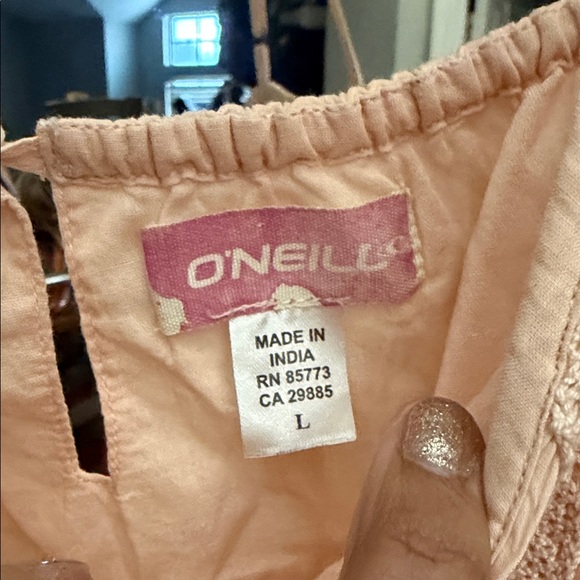 O'NEILL
MADE IN
INDIA
RN 85773
CA 29885
L